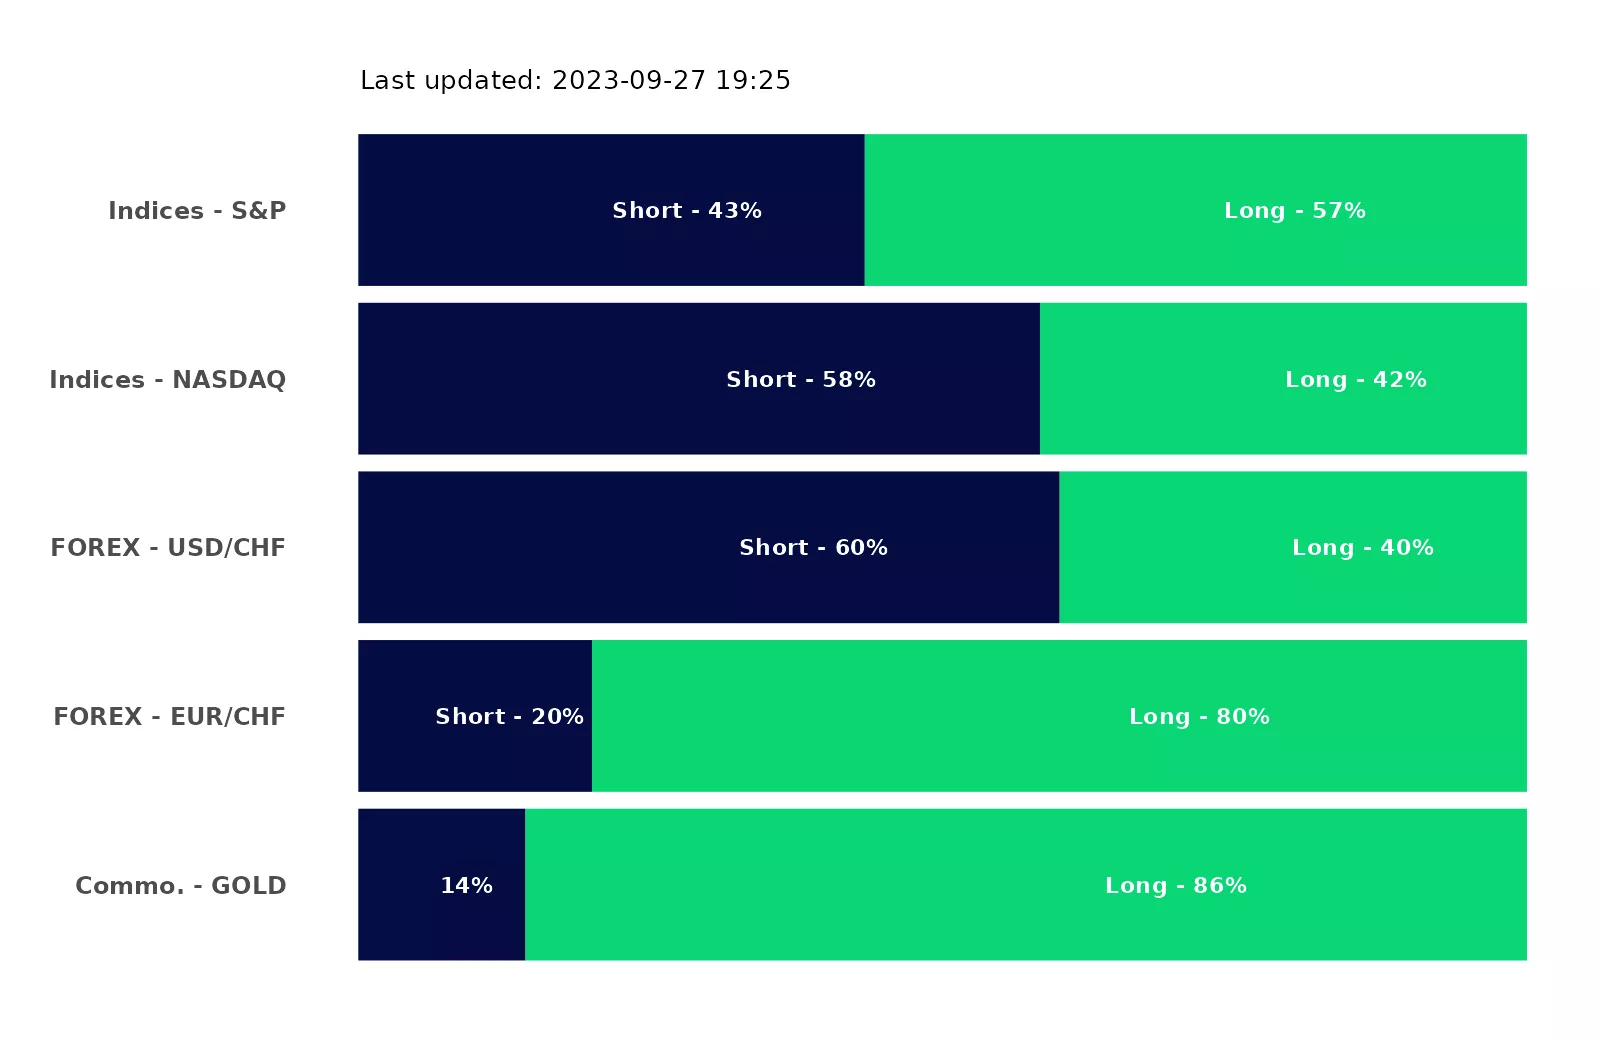 Last updated: 2023-09-27 19:25
Indices - S&P Short - 43% Long - 57%
Indices - NASDAQ Short - 58% Long - 42%
FOREX - USD/CHF Short - 60% Long - 40%
FOREX - EUR/CHF Short - 20% Long - 80%
Commo. - GOLD 14% Long - 86%